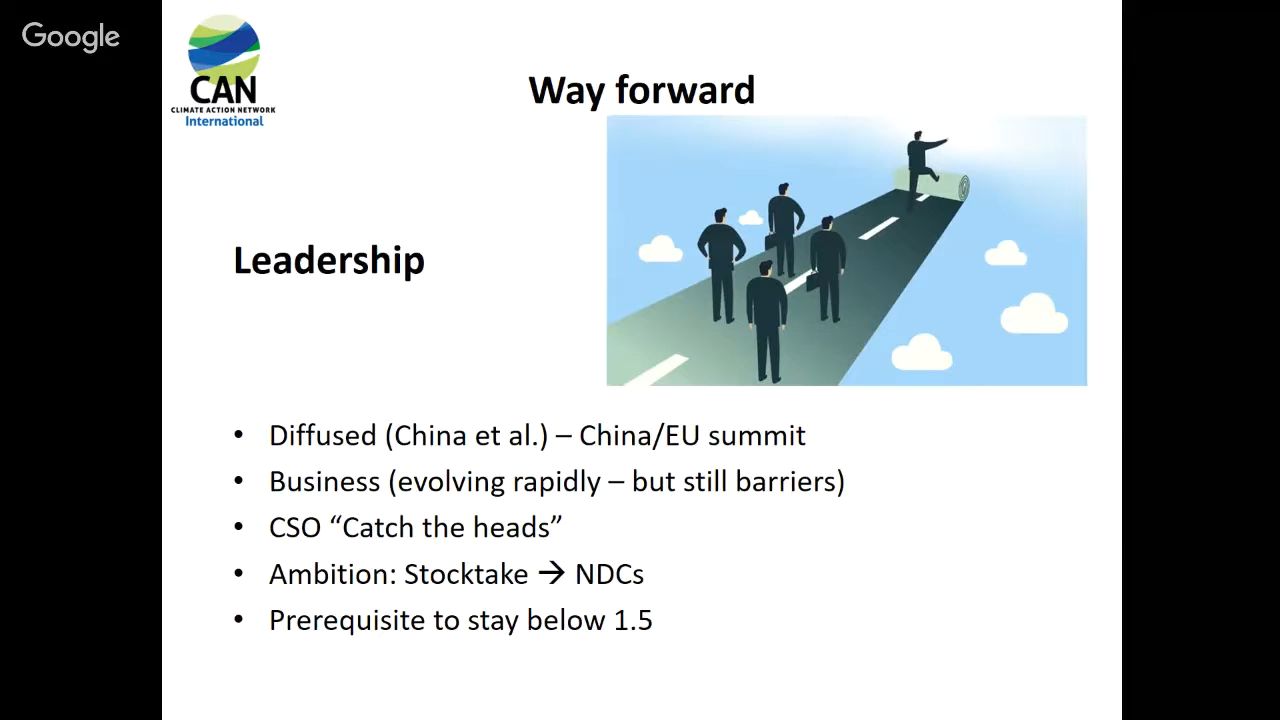 Google
CAN
CLIMATE ACTION NETWORK
International
Way forward
Leadership
• Diffused (China et al.) – China/EU summit
• Business (evolving rapidly – but still barriers)
• CSO “Catch the heads”
• Ambition: Stocktake → NDCs
• Prerequisite to stay below 1.5